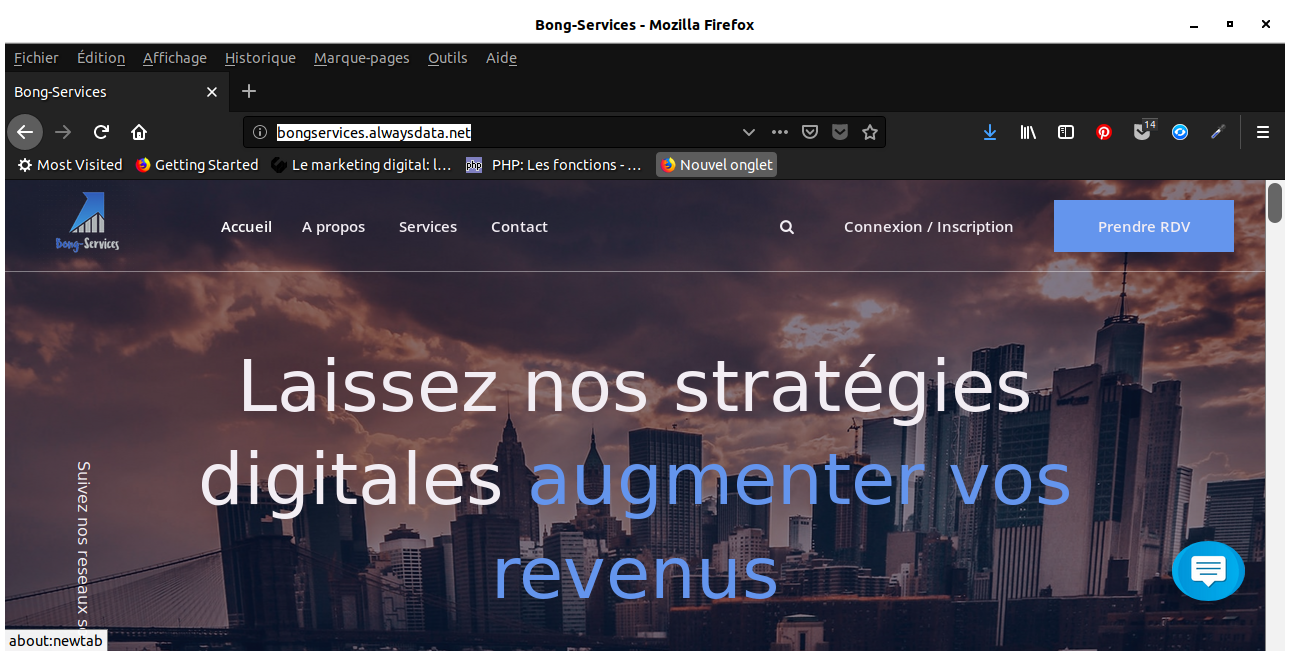 Bong-Services - Mozilla Firefox
Fichier Édition Affichage Historique Marque-pages Outils Aide
Bong-Services
bongservices.alwaysdata.net
14
Most Visited Getting Started Le marketing digital: l… php PHP: Les fonctions - … Nouvel onglet
Bong-Services
Accueil A propos Services Contact Connexion / Inscription Prendre RDV
Laissez nos stratégies
digitales augmenter vos
revenus
Suivez nos reseaux s
about:newtab